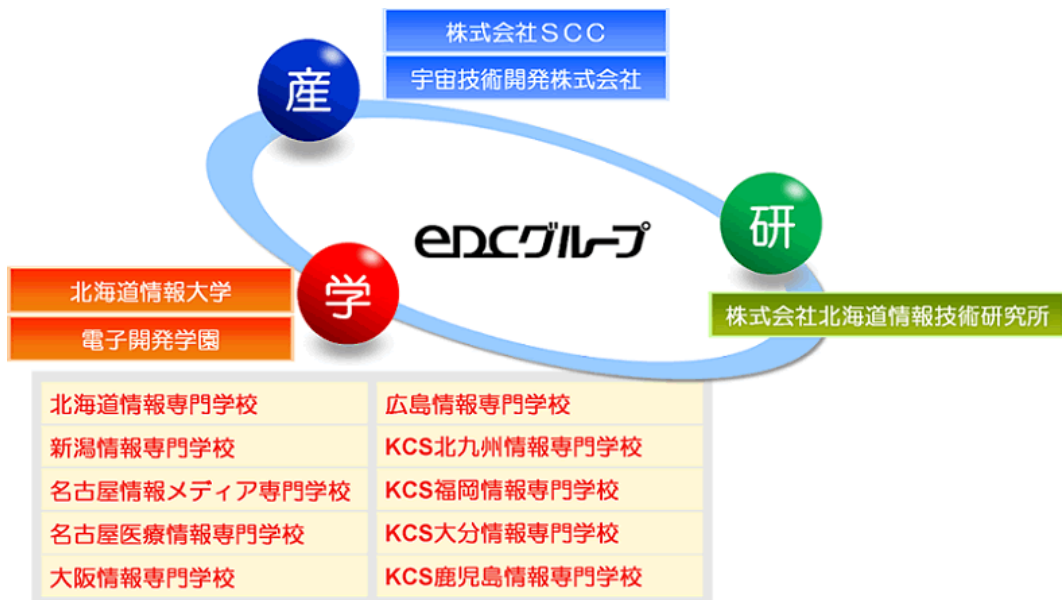 株式会社SCC
宇宙技術開発株式会社
産
研
eDCグループ
学
北海道情報大学
電子開発学園
株式会社北海道情報技術研究所
北海道情報専門学校
新潟情報専門学校
名古屋情報メディア専門学校
名古屋医療情報専門学校
大阪情報専門学校
広島情報専門学校
KCS北九州情報専門学校
KCS福岡情報専門学校
KCS大分情報専門学校
KCS鹿児島情報専門学校